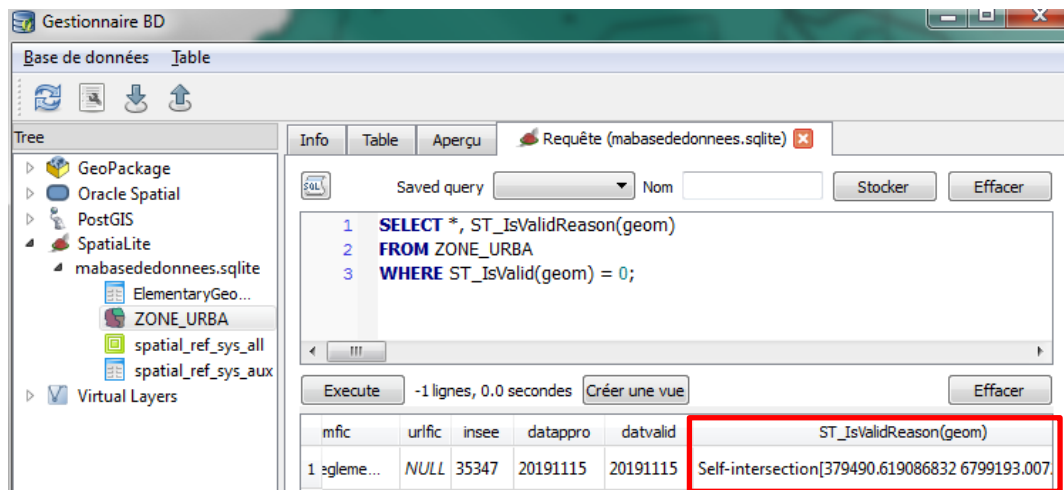 Gestionnaire BD
Base de données Table
Tree
Info Table Aperçu Requête (mabasededonnees.sqlite)
GeoPackage
Oracle Spatial
PostGIS
SpatiaLite
mabasededonnees.sqlite
ElementaryGeo...
ZONE_URBA
spatial_ref_sys_all
spatial_ref_sys_aux
Virtual Layers
SQL Saved query Nom Stocker Effacer
1 SELECT *, ST_IsValidReason(geom)
2 FROM ZONE_URBA
3 WHERE ST_IsValid(geom) = 0;
Execute -1 lignes, 0.0 secondes Créer une vue Effacer
mfic urlfic insee datappro datvalid ST_IsValidReason(geom)
1 egleme... NULL 35347 20191115 20191115 Self-intersection[379490.619086832 6799193.007